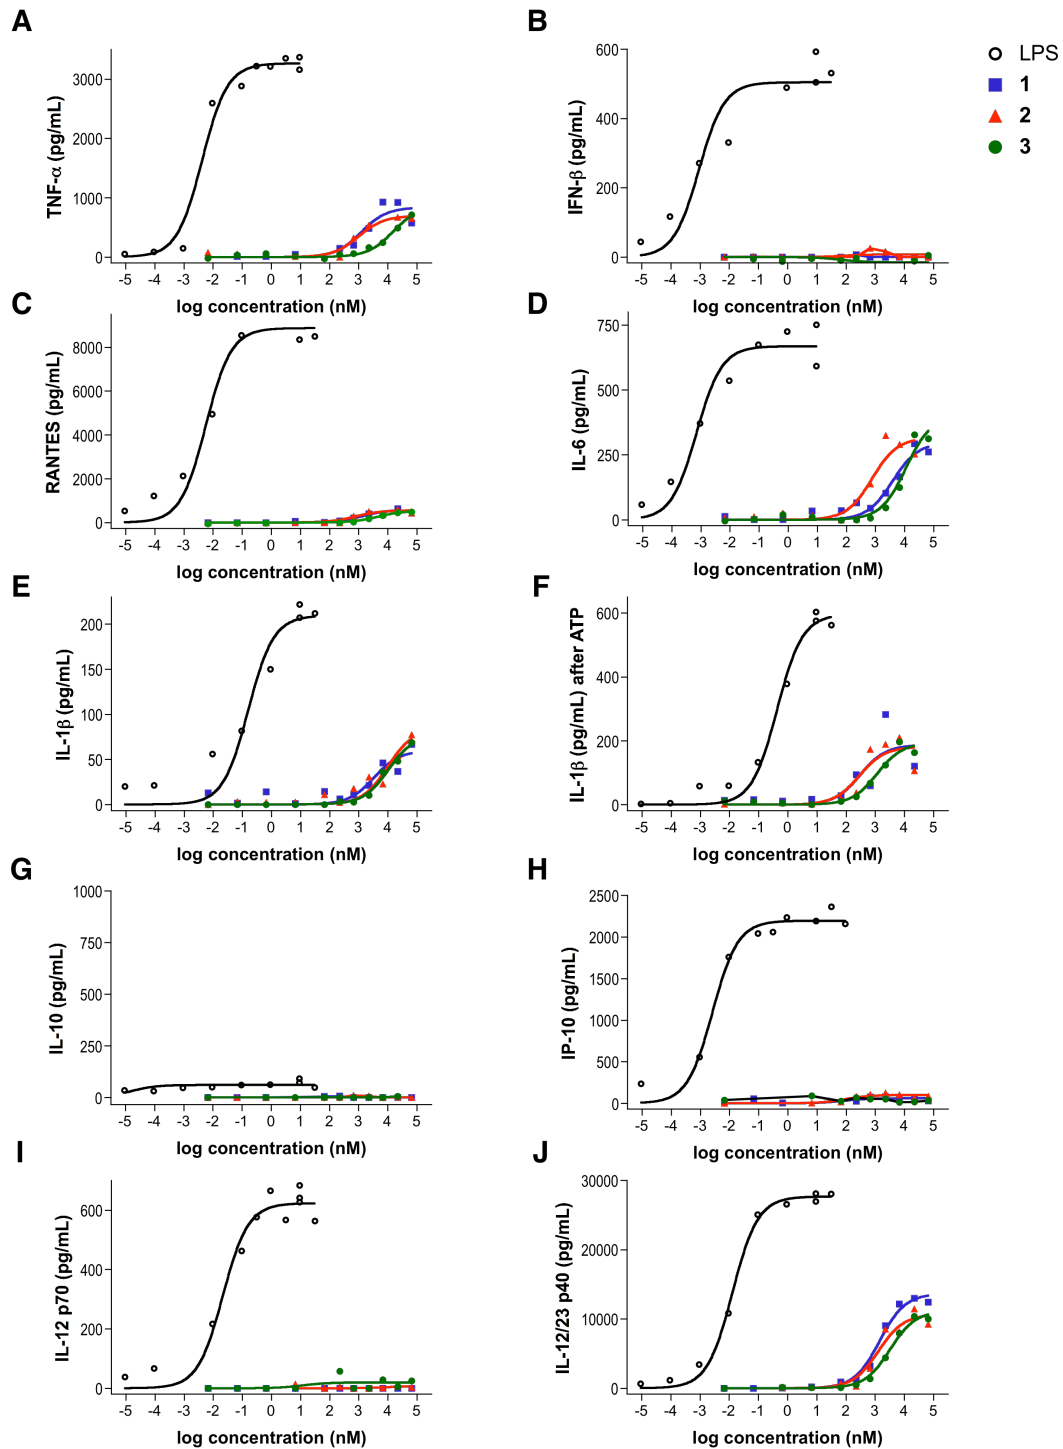 A
TNF-α (pg/mL)
3000
2000
1000
0
-5 -4 -3 -2 -1 0 1 2 3 4 5
log concentration (nM)
B
IFN-β (pg/mL)
600
400
200
0
-5 -4 -3 -2 -1 0 1 2 3 4 5
log concentration (nM)
LPS
1
2
3
C
RANTES (pg/mL)
8000
6000
4000
2000
0
-5 -4 -3 -2 -1 0 1 2 3 4 5
log concentration (nM)
D
IL-6 (pg/mL)
750
500
250
0
-5 -4 -3 -2 -1 0 1 2 3 4 5
log concentration (nM)
E
IL-1β (pg/mL)
200
150
100
50
0
-5 -4 -3 -2 -1 0 1 2 3 4 5
log concentration (nM)
F
IL-1β (pg/mL) after ATP
600
400
200
0
-5 -4 -3 -2 -1 0 1 2 3 4 5
log concentration (nM)
G
IL-10 (pg/mL)
1000
750
500
250
0
-5 -4 -3 -2 -1 0 1 2 3 4 5
log concentration (nM)
H
IP-10 (pg/mL)
2500
2000
1500
1000
500
0
-5 -4 -3 -2 -1 0 1 2 3 4 5
log concentration (nM)
I
IL-12 p70 (pg/mL)
600
400
200
0
-5 -4 -3 -2 -1 0 1 2 3 4 5
log concentration (nM)
J
IL-12/23 p40 (pg/mL)
30000
20000
10000
0
-5 -4 -3 -2 -1 0 1 2 3 4 5
log concentration (nM)